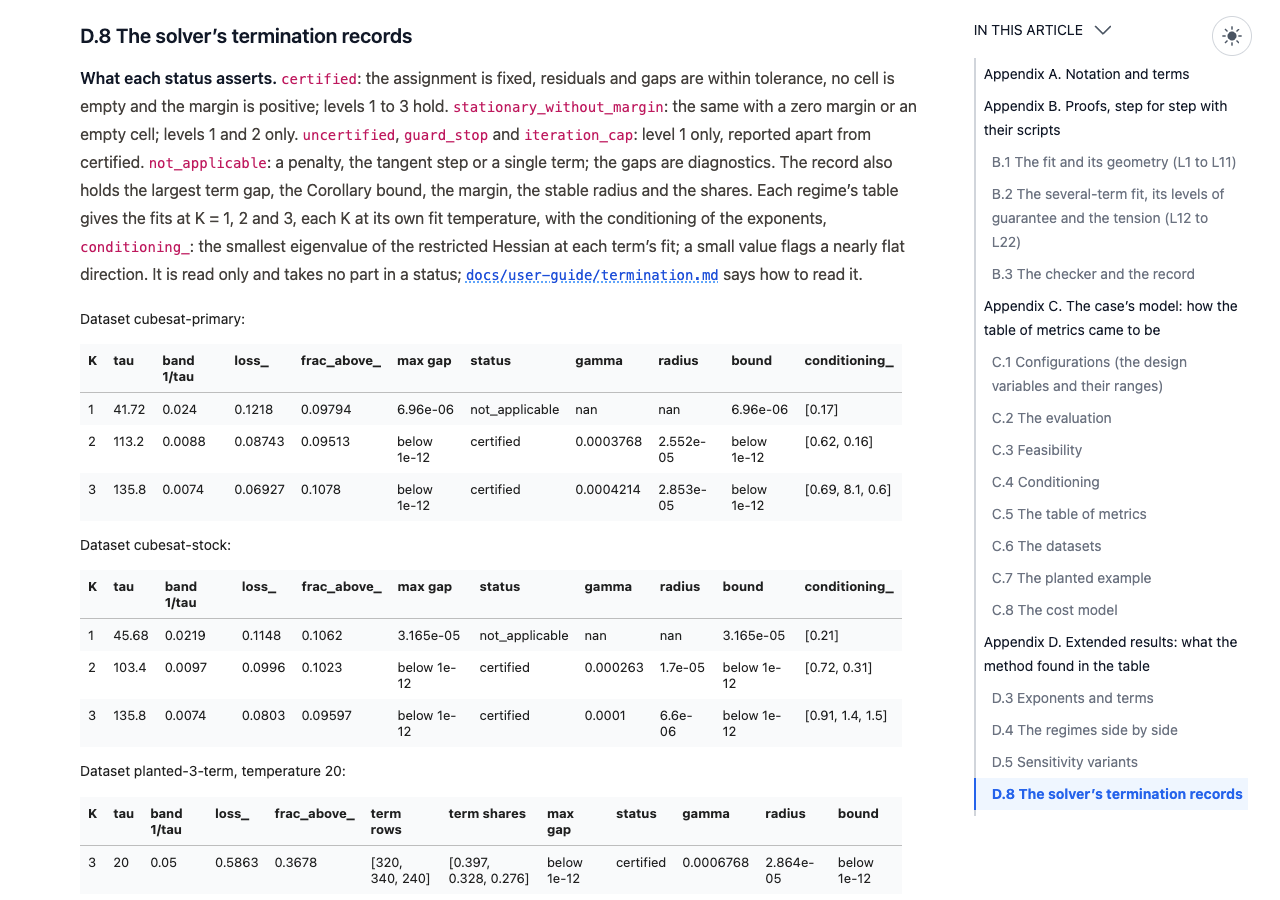 D.8 The solver’s termination records
What each status asserts. certified: the assignment is fixed, residuals and gaps are within tolerance, no cell is
empty and the margin is positive; levels 1 to 3 hold. stationary_without_margin: the same with a zero margin or an
empty cell; levels 1 and 2 only. uncertified, guard_stop and iteration_cap: level 1 only, reported apart from
certified. not_applicable: a penalty, the tangent step or a single term; the gaps are diagnostics. The record also
holds the largest term gap, the Corollary bound, the margin, the stable radius and the shares. Each regime’s table
gives the fits at K = 1, 2 and 3, each K at its own fit temperature, with the conditioning of the exponents,
conditioning_: the smallest eigenvalue of the restricted Hessian at each term’s fit; a small value flags a nearly flat
direction. It is read only and takes no part in a status; docs/user-guide/termination.md says how to read it.
Dataset cubesat-primary:
K tau band 1/tau loss_ frac_above_ max gap status gamma radius bound conditioning_
1 41.72 0.024 0.1218 0.09794 6.96e-06 not_applicable nan nan 6.96e-06 [0.17]
2 113.2 0.0088 0.08743 0.09513 below 1e-12 certified 0.0003768 2.552e-05 below 1e-12 [0.62, 0.16]
3 135.8 0.0074 0.06927 0.1078 below 1e-12 certified 0.0004214 2.853e-05 below 1e-12 [0.69, 8.1, 0.6]
Dataset cubesat-stock:
K tau band 1/tau loss_ frac_above_ max gap status gamma radius bound conditioning_
1 45.68 0.0219 0.1148 0.1062 3.165e-05 not_applicable nan nan 3.165e-05 [0.21]
2 103.4 0.0097 0.0996 0.1023 below 1e-12 certified 0.000263 1.7e-05 below 1e-12 [0.72, 0.31]
3 135.8 0.0074 0.0803 0.09597 below 1e-12 certified 0.0001 6.6e-06 below 1e-12 [0.91, 1.4, 1.5]
Dataset planted-3-term, temperature 20:
K tau band 1/tau loss_ frac_above_ term rows term shares max gap status gamma radius bound
3 20 0.05 0.5863 0.3678 [320, 340, 240] [0.397, 0.328, 0.276] below 1e-12 certified 0.0006768 2.864e-05 below 1e-12
IN THIS ARTICLE
Appendix A. Notation and terms
Appendix B. Proofs, step for step with
their scripts
B.1 The fit and its geometry (L1 to L11)
B.2 The several-term fit, its levels of
guarantee and the tension (L12 to
L22)
B.3 The checker and the record
Appendix C. The case’s model: how the
table of metrics came to be
C.1 Configurations (the design
variables and their ranges)
C.2 The evaluation
C.3 Feasibility
C.4 Conditioning
C.5 The table of metrics
C.6 The datasets
C.7 The planted example
C.8 The cost model
Appendix D. Extended results: what the
method found in the table
D.3 Exponents and terms
D.4 The regimes side by side
D.5 Sensitivity variants
D.8 The solver’s termination records